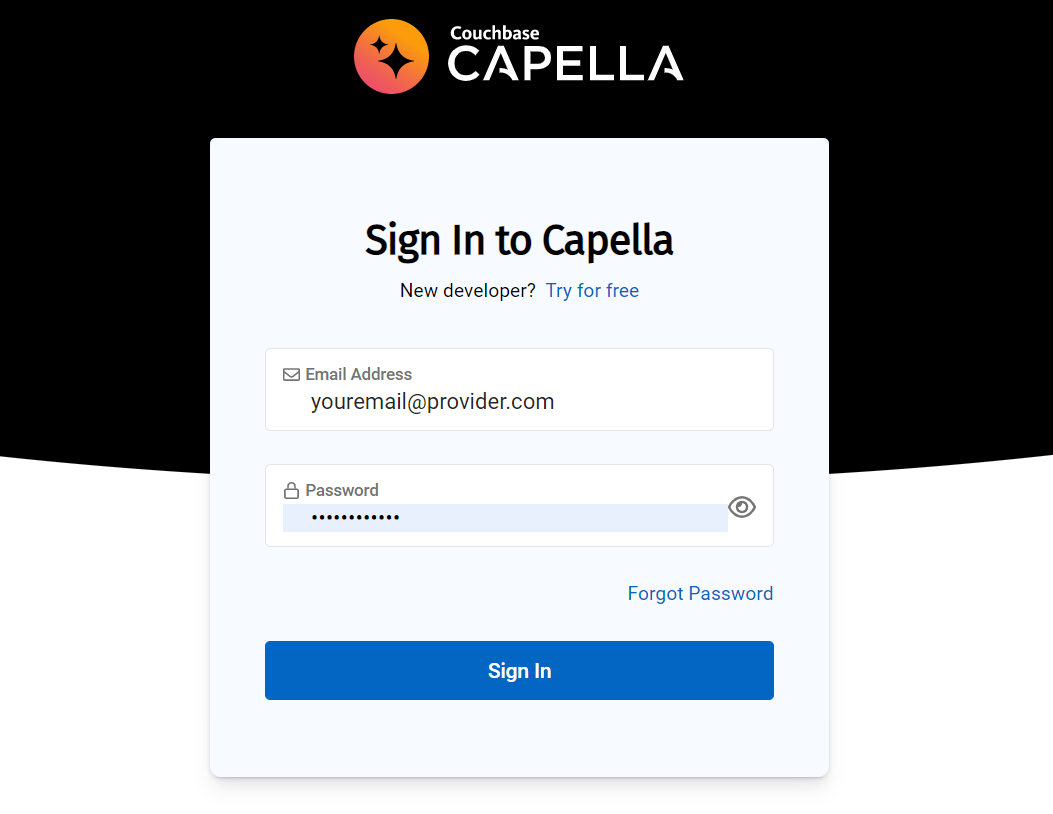 Couchbase
CAPELLA
Sign In to Capella
New developer? Try for free
Email Address
youremail@provider.com
Password
••••••••••••
Forgot Password
Sign In